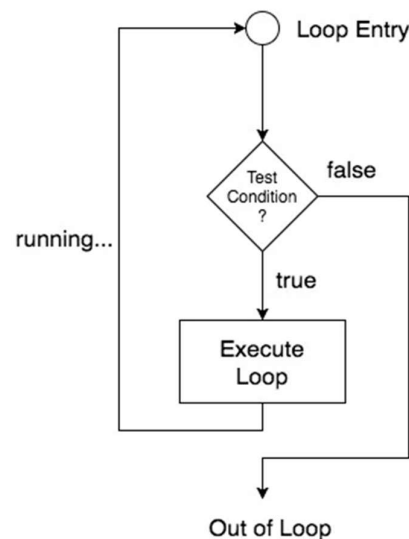 Loop Entry
Test
Condition
?
false
running...
true
Execute
Loop
Out of Loop